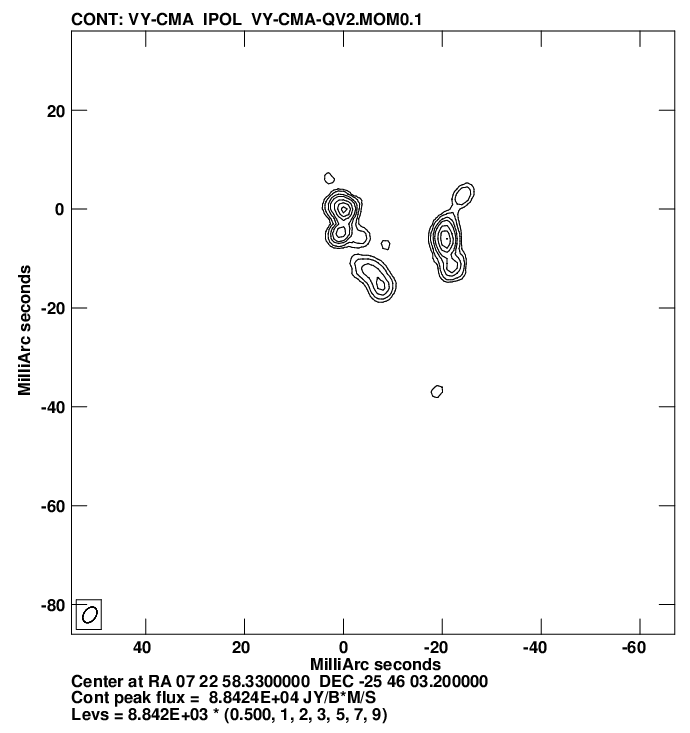 CONT: VY-CMA IPOL VY-CMA-QV2.MOM0.1
20
0
-20
-40
-60
-80
MilliArc seconds
40 20 0 -20 -40 -60
MilliArc seconds
Center at RA 07 22 58.3300000 DEC -25 46 03.200000
Cont peak flux = 8.8424E+04 JY/B*M/S
Levs = 8.842E+03 * (0.500, 1, 2, 3, 5, 7, 9)